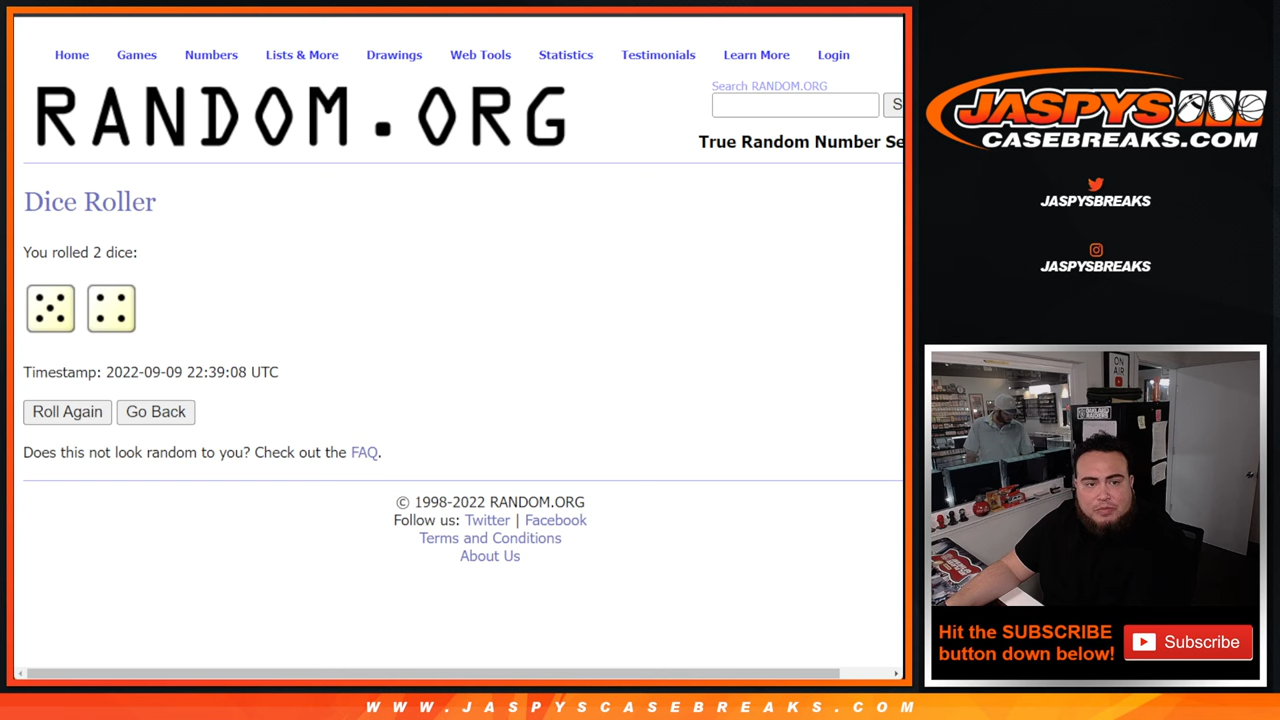 Home Games Numbers Lists & More Drawings Web Tools Statistics Testimonials Learn More Login
Search RANDOM.ORG
RANDOM.ORG
S
True Random Number Se
Dice Roller
You rolled 2 dice:
Timestamp: 2022-09-09 22:39:08 UTC
Roll Again Go Back
Does this not look random to you? Check out the FAQ.
© 1998-2022 RANDOM.ORG
Follow us: Twitter | Facebook
Terms and Conditions
About Us
JASPYS
CASEBREAKS.COM
JASPYSBREAKS
JASPYSBREAKS
ON
AIR
OAKLAND
RAIDERS
Hit the SUBSCRIBE
button down below!
Subscribe
WWW.JASPYSCASEBREAKS.COM